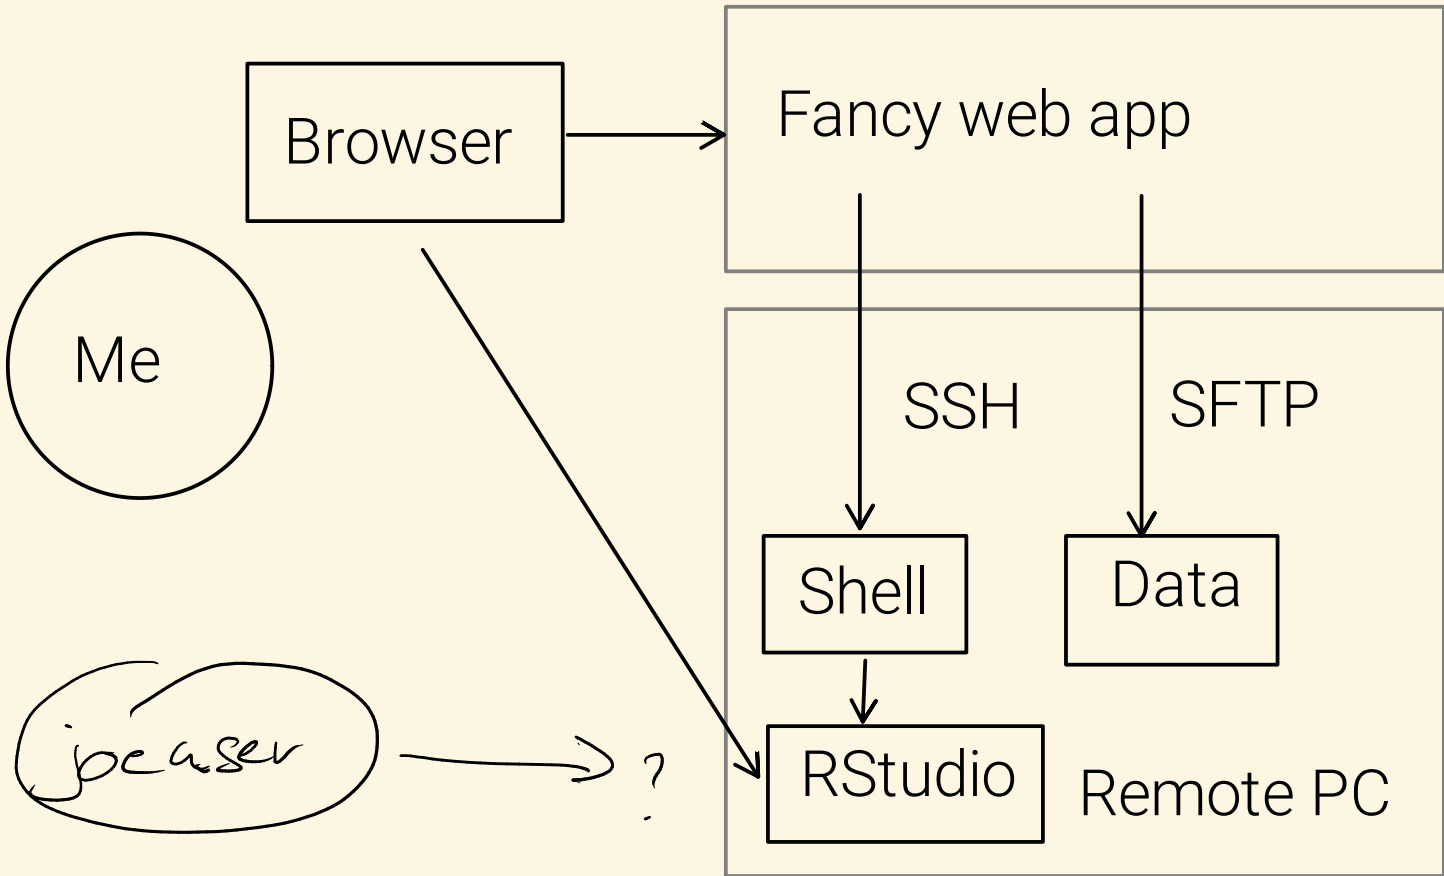 Browser
Fancy web app
Me
SSH
SFTP
Shell
Data
joeuser
?
RStudio
Remote PC